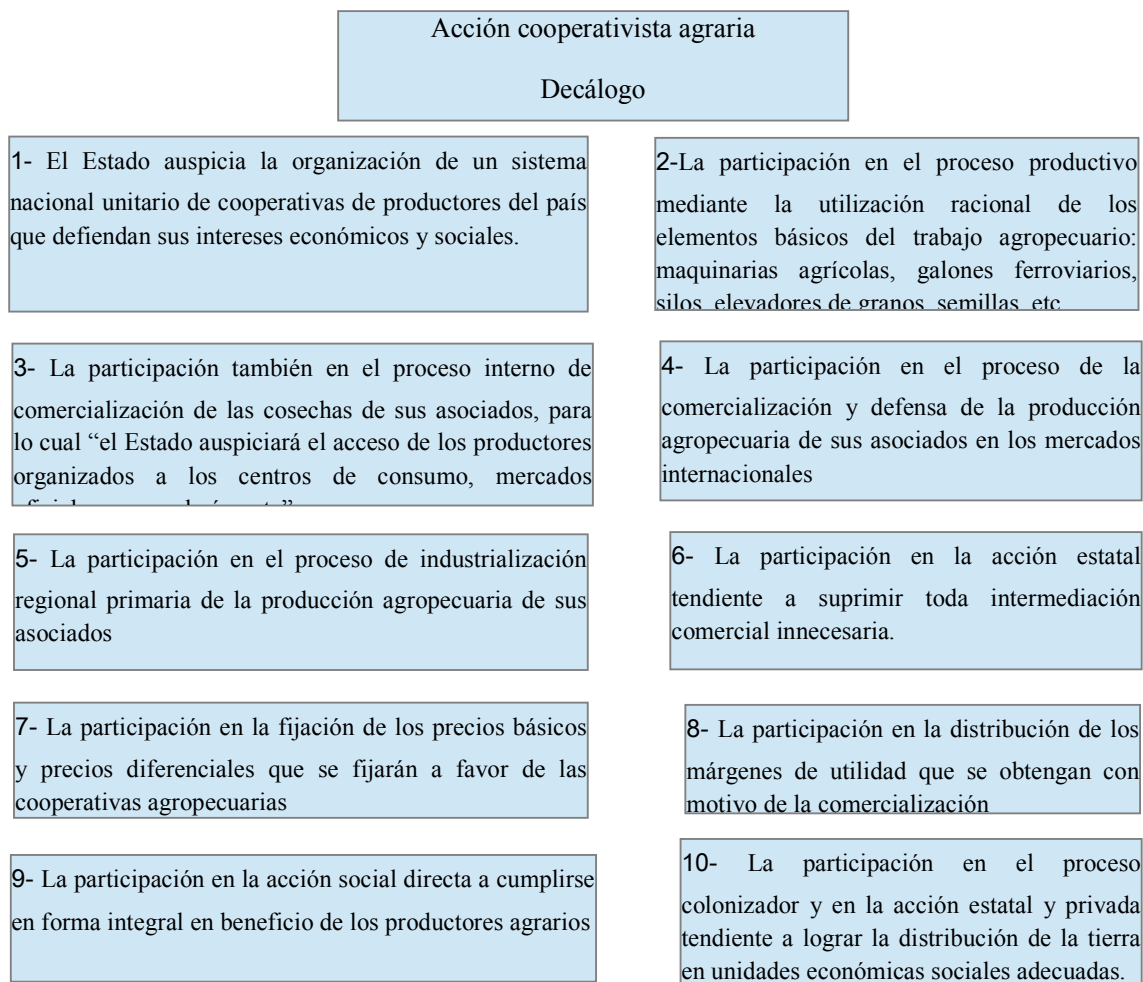 Acción cooperativista agraria
Decálogo
1- El Estado auspicia la organización de un sistema
nacional unitario de cooperativas de productores del país
que defiendan sus intereses económicos y sociales.
2-La participación en el proceso productivo
mediante la utilización racional de los
elementos básicos del trabajo agropecuario:
maquinarias agrícolas, galones ferroviarios,
silos, elevadores de granos, semillas, etc
3- La participación también en el proceso interno de
comercialización de las cosechas de sus asociados, para
lo cual “el Estado auspiciará el acceso de los productores
organizados a los centros de consumo, mercados
4- La participación en el proceso de la
comercialización y defensa de la producción
agropecuaria de sus asociados en los mercados
internacionales
5- La participación en el proceso de industrialización
regional primaria de la producción agropecuaria de sus
asociados
6- La participación en la acción estatal
tendiente a suprimir toda intermediación
comercial innecesaria.
7- La participación en la fijación de los precios básicos
y precios diferenciales que se fijarán a favor de las
cooperativas agropecuarias
8- La participación en la distribución de los
márgenes de utilidad que se obtengan con
motivo de la comercialización
9- La participación en la acción social directa a cumplirse
en forma integral en beneficio de los productores agrarios
10- La participación en el proceso
colonizador y en la acción estatal y privada
tendiente a lograr la distribución de la tierra
en unidades económicas sociales adecuadas.